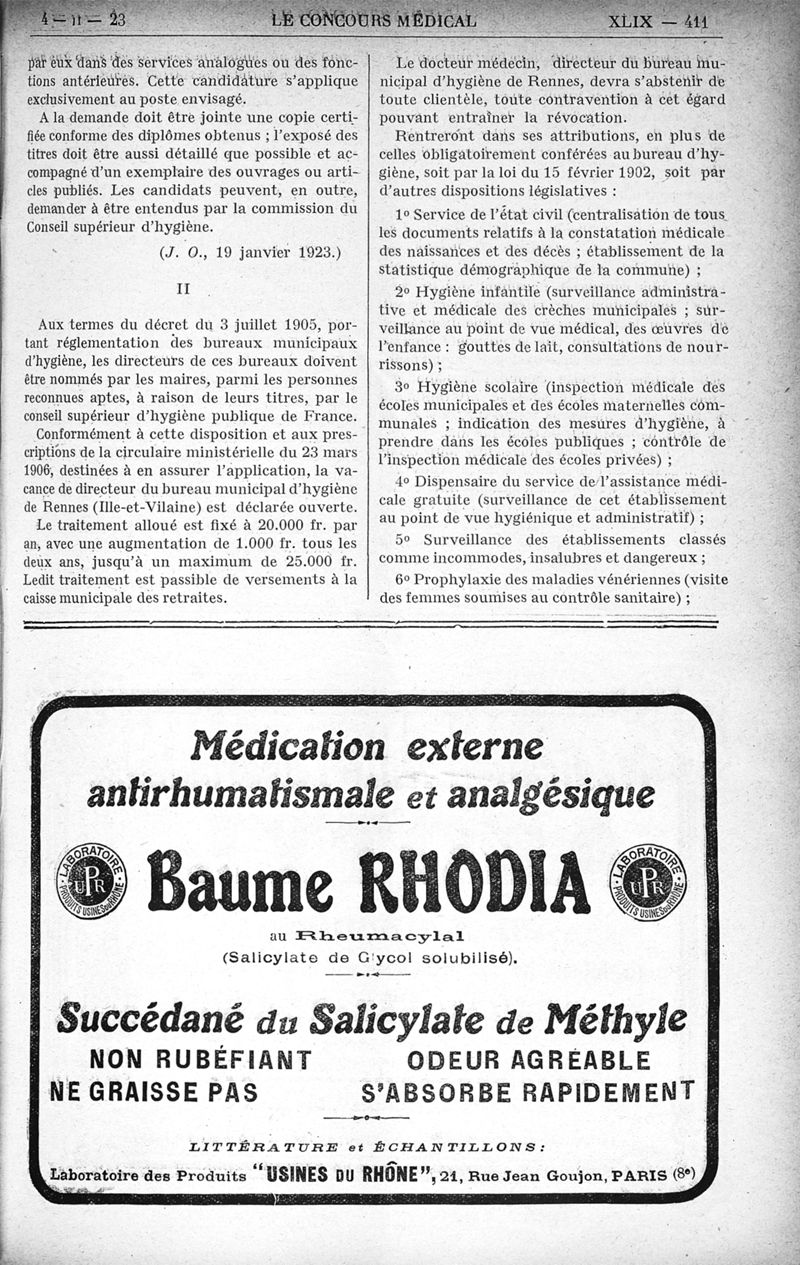 4 — II — 23 LE CONCOURS MÉDICAL XLIX — 411
par eux dans des services analogues ou des fonc-
tions antérieures. Cette candidature s'applique
exclusivement au poste envisagé.
A la demande doit être jointe une copie certi-
fiée conforme des diplômes obtenus ; l'exposé des
titres doit être aussi détaillé que possible et ac-
compagné d'un exemplaire des ouvrages ou arti-
cles publiés. Les candidats peuvent, en outre,
demander à être entendus par la commission du
Conseil supérieur d'hygiène.
(J. O., 19 janvier 1923.)
II
Aux termes du décret du 3 juillet 1905, por-
tant réglementation des bureaux municipaux
d'hygiène, les directeurs de ces bureaux doivent
être nommés par les maires, parmi les personnes
reconnues aptes, à raison de leurs titres, par le
conseil supérieur d'hygiène publique de France.
Conformément à cette disposition et aux pres-
criptions de la circulaire ministérielle du 23 mars
1906, destinées à en assurer l'application, la va-
cance de directeur du bureau municipal d'hygiène
de Rennes (Ille-et-Vilaine) est déclarée ouverte.
Le traitement alloué est fixé à 20.000 fr. par
an, avec une augmentation de 1.000 fr. tous les
deux ans, jusqu'à un maximum de 25.000 fr.
Ledit traitement est passible de versements à la
caisse municipale des retraites.
Le docteur médecin, directeur du bureau mu-
nicipal d'hygiène de Rennes, devra s'abstenir de
toute clientèle, toute contravention à cet égard
pouvant entraîner la révocation.
Rentreront dans ses attributions, en plus de
celles obligatoirement conférées au bureau d'hy-
giène, soit par la loi du 15 février 1902, soit par
d'autres dispositions législatives :
1º Service de l'état civil (centralisation de tous
les documents relatifs à la constatation médicale
des naissances et des décès ; établissement de la
statistique démographique de la commune) ;
2º Hygiène infantile (surveillance administra-
tive et médicale des crèches municipales ; sur-
veillance au point de vue médical, des œuvres de
l'enfance : gouttes de lait, consultations de nour-
rissons) ;
3º Hygiène scolaire (inspection médicale des
écoles municipales et des écoles maternelles com-
munales ; indication des mesures d'hygiène, à
prendre dans les écoles publiques ; contrôle de
l'inspection médicale des écoles privées) ;
4º Dispensaire du service de l'assistance médi-
cale gratuite (surveillance de cet établissement
au point de vue hygiénique et administratif) ;
5º Surveillance des établissements classés
comme incommodes, insalubres et dangereux ;
6º Prophylaxie des maladies vénériennes (visite
des femmes soumises au contrôle sanitaire) ;
Médication externe
antirhumatismale et analgésique
LABORATOIRE PRODUITS USINES DU RHÔNE UPR
Baume RHODIA
LABORATOIRE PRODUITS USINES DU RHÔNE UPR
au Rheumacylal
(Salicylate de Glycol solubilisé).
Succédané du Salicylate de Méthyle
NON RUBÉFIANT ODEUR AGRÉABLE
NE GRAISSE PAS S'ABSORBE RAPIDEMENT
LITTÉRATURE et ÉCHANTILLONS :
Laboratoire des Produits "USINES DU RHÔNE", 21, Rue Jean Goujon, PARIS (8e)